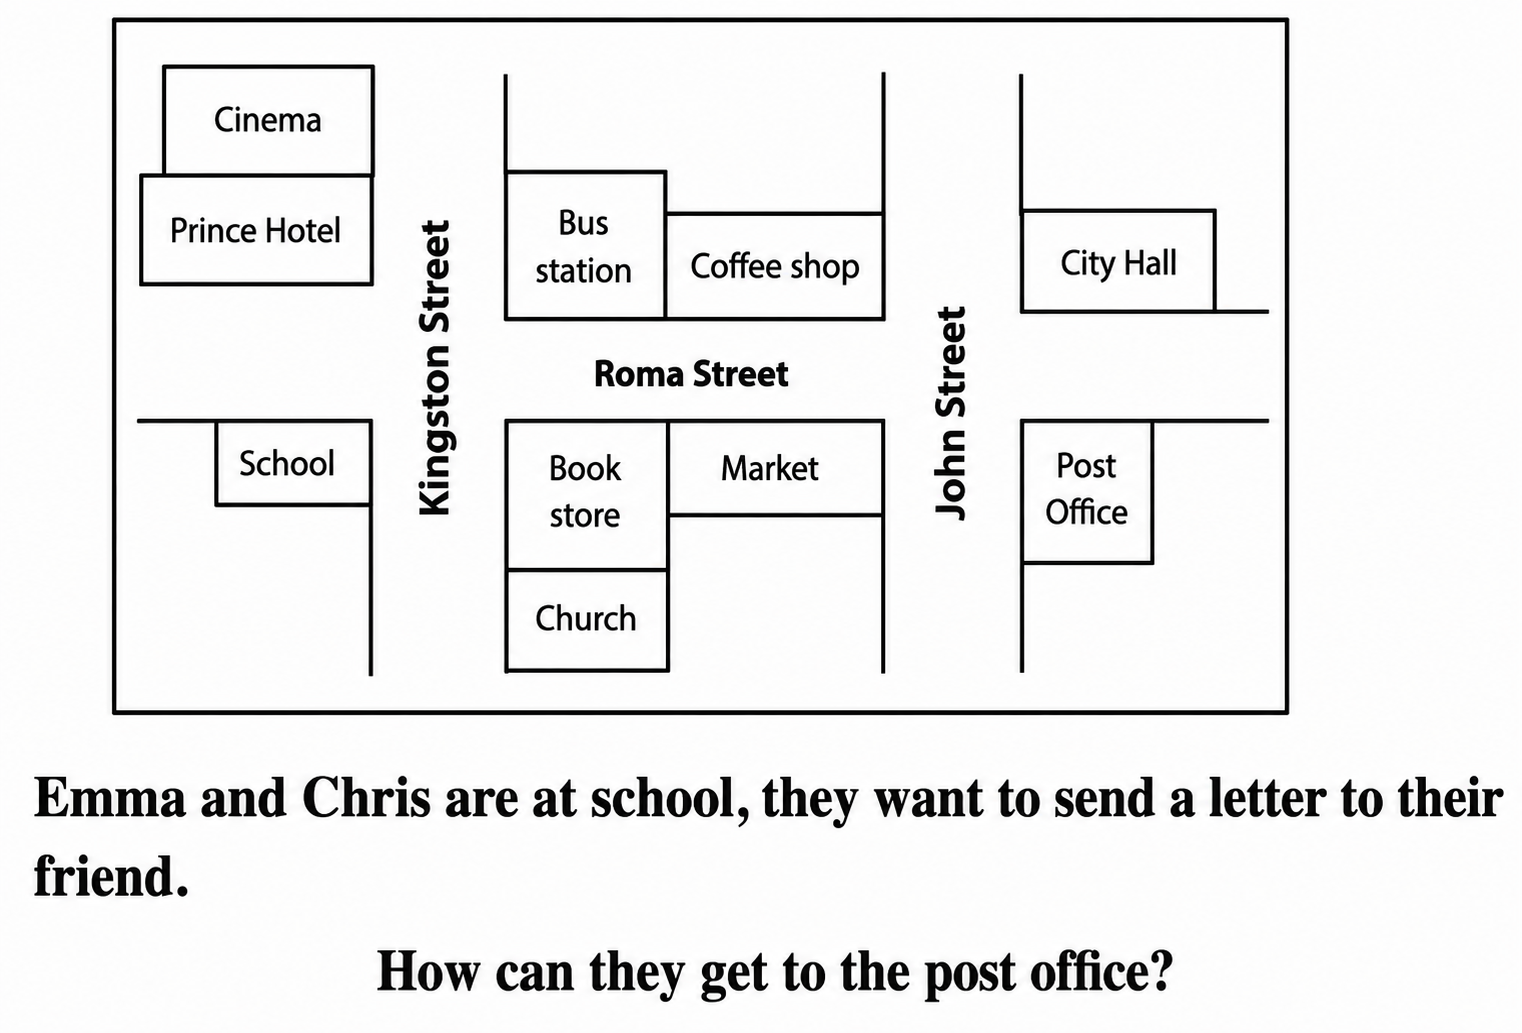 Cinema
Prince Hotel
Bus
station
Coffee shop
City Hall
Kingston Street
Roma Street
John Street
School
Book
store
Market
Post
Office
Church
Emma and Chris are at school, they want to send a letter to their
friend.
How can they get to the post office?